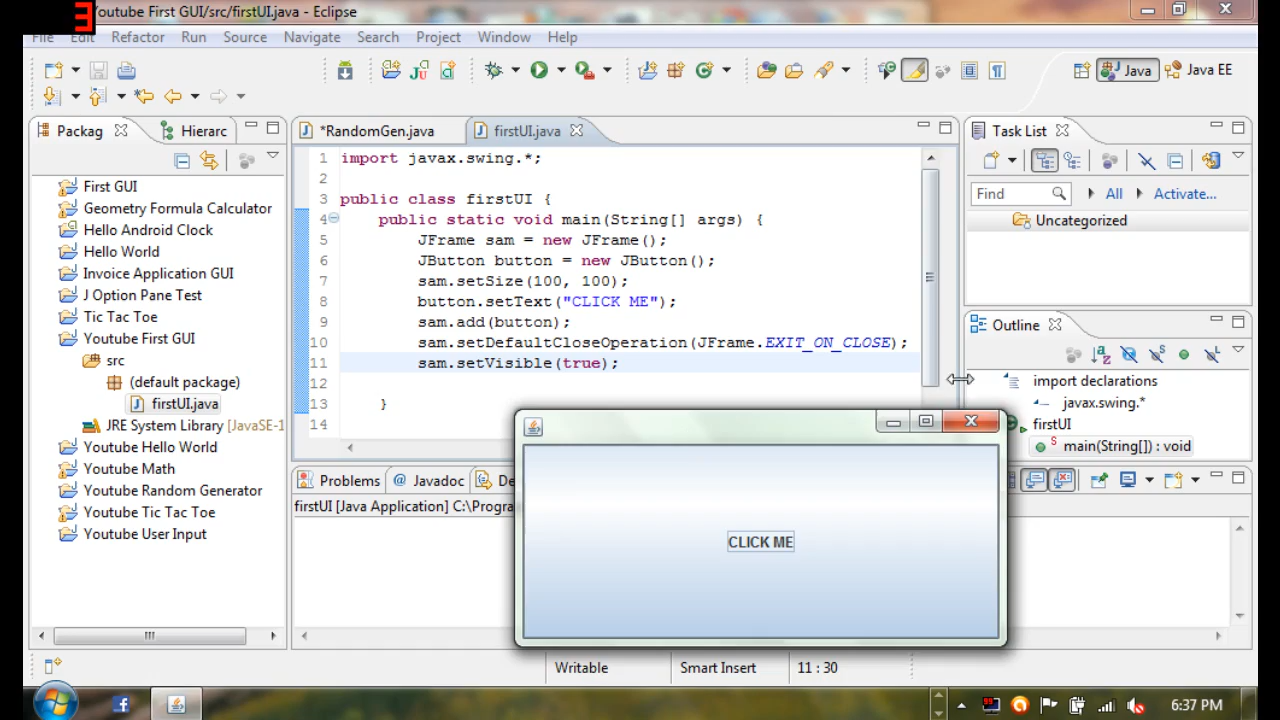 3
Youtube First GUI/src/firstUI.java - Eclipse
File Edit Refactor Run Source Navigate Search Project Window Help
Java Java EE
Packag Hierarc
*RandomGen.java firstUI.java
Task List
First GUI
Geometry Formula Calculator
Hello Android Clock
Hello World
Invoice Application GUI
J Option Pane Test
Tic Tac Toe
Youtube First GUI
src
(default package)
firstUI.java
JRE System Library [JavaSE-1
Youtube Hello World
Youtube Math
Youtube Random Generator
Youtube Tic Tac Toe
Youtube User Input
1 import javax.swing.*;
2
3 public class firstUI {
4 public static void main(String[] args) {
5 JFrame sam = new JFrame();
6 JButton button = new JButton();
7 sam.setSize(100, 100);
8 button.setText("CLICK ME");
9 sam.add(button);
10 sam.setDefaultCloseOperation(JFrame.EXIT_ON_CLOSE);
11 sam.setVisible(true);
12
13 }
14
Find All Activate...
Uncategorized
Outline
import declarations
javax.swing.*
firstUI
main(String[]) : void
Problems @ Javadoc De
firstUI [Java Application] C:\Progra
CLICK ME
Writable Smart Insert 11 : 30
99
6:37 PM